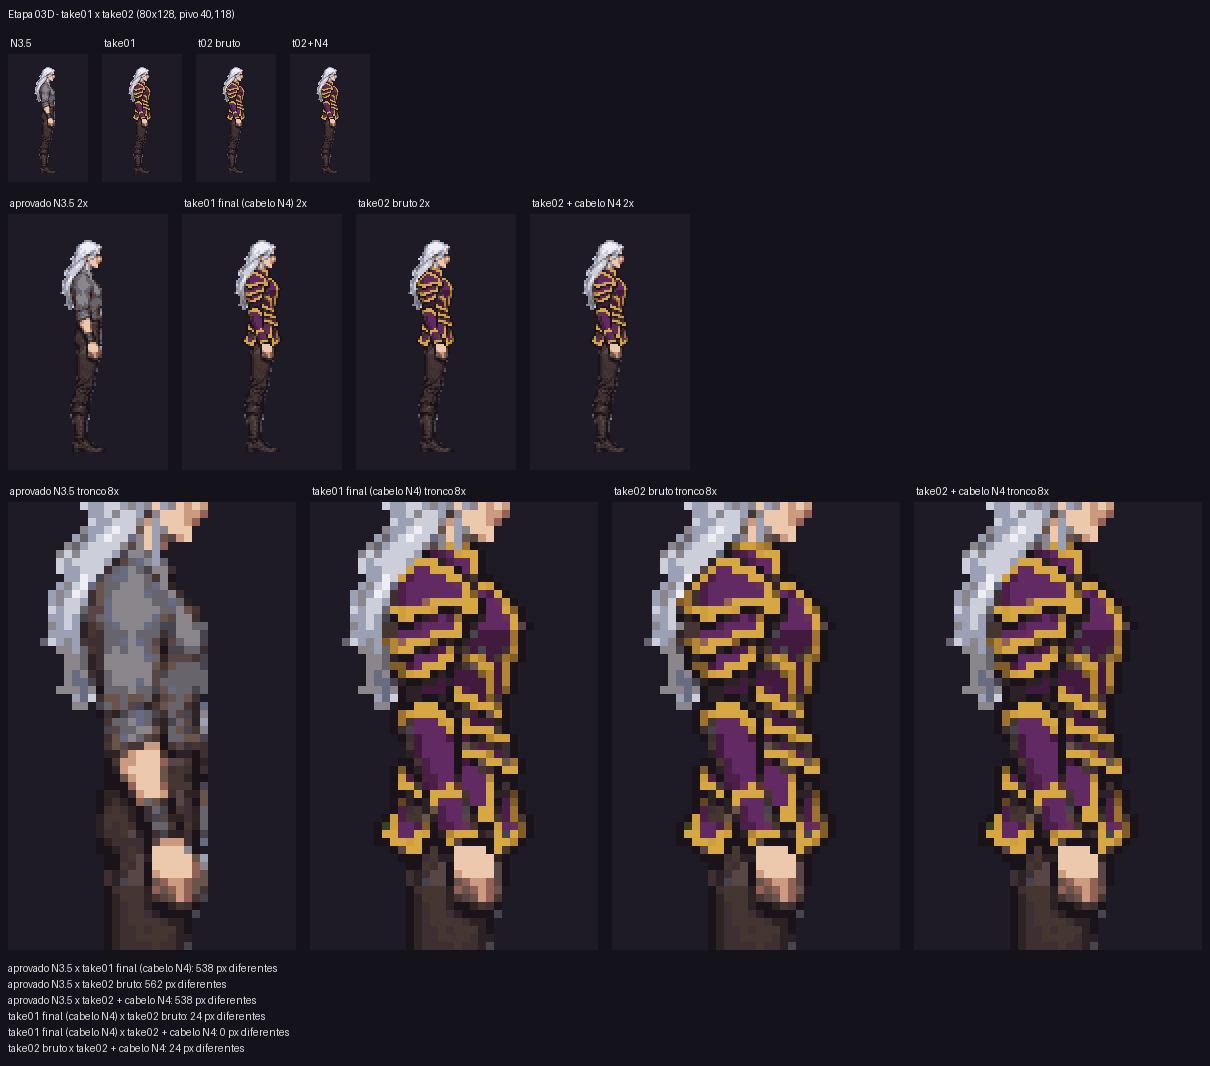 Etapa 03D - take01 x take02 (80x128, pivo 40,118)
N3.5 take01 t02 bruto t02+N4
aprovado N3.5 2x take01 final (cabelo N4) 2x take02 bruto 2x take02 + cabelo N4 2x
aprovado N3.5 tronco 8x take01 final (cabelo N4) tronco 8x take02 bruto tronco 8x take02 + cabelo N4 tronco 8x
aprovado N3.5 x take01 final (cabelo N4): 538 px diferentes
aprovado N3.5 x take02 bruto: 562 px diferentes
aprovado N3.5 x take02 + cabelo N4: 538 px diferentes
take01 final (cabelo N4) x take02 bruto: 24 px diferentes
take01 final (cabelo N4) x take02 + cabelo N4: 0 px diferentes
take02 bruto x take02 + cabelo N4: 24 px diferentes